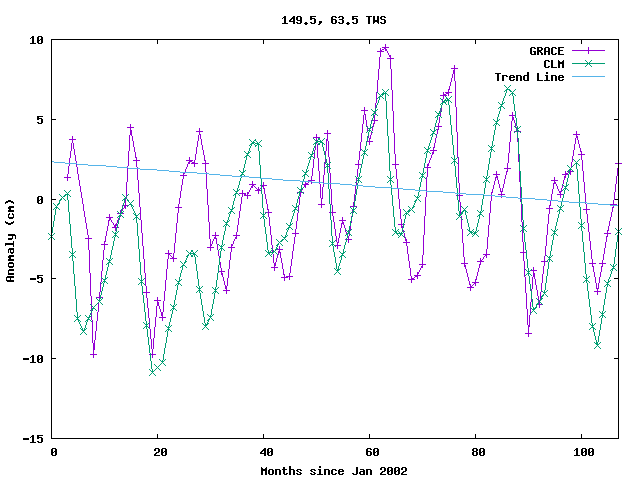 149.5, 63.5 TWS
GRACE
CLM
Trend Line
10
5
0
-5
-10
-15
Anomaly (cm)
0 20 40 60 80 100
Months since Jan 2002